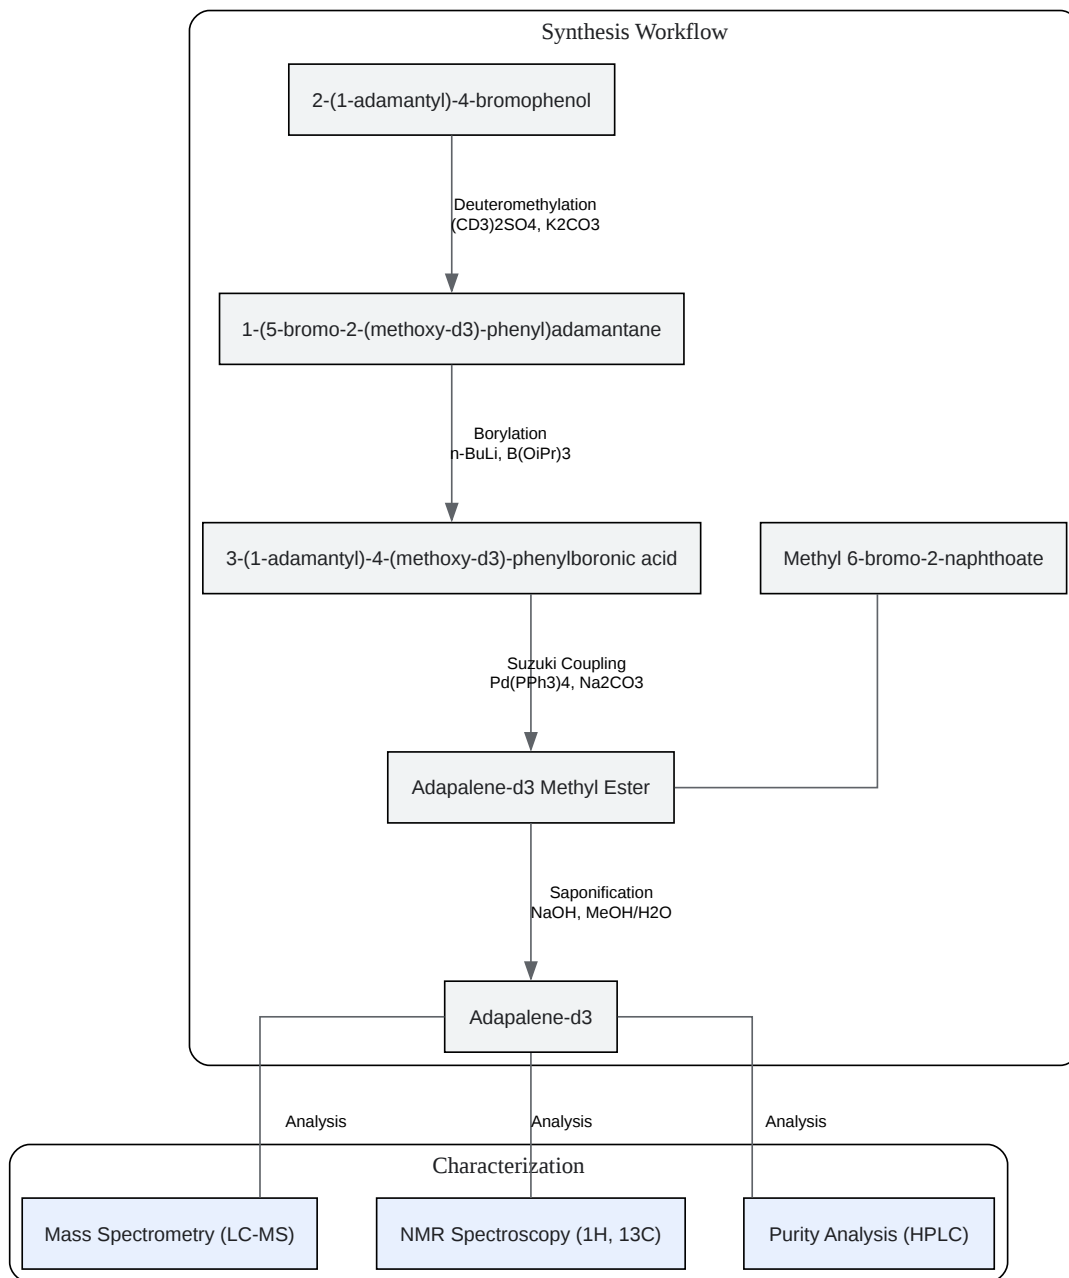 Synthesis Workflow
2-(1-adamantyl)-4-bromophenol
Deuteromethylation
(CD3)2SO4, K2CO3
1-(5-bromo-2-(methoxy-d3)-phenyl)adamantane
Borylation
n-BuLi, B(OiPr)3
3-(1-adamantyl)-4-(methoxy-d3)-phenylboronic acid
Methyl 6-bromo-2-naphthoate
Suzuki Coupling
Pd(PPh3)4, Na2CO3
Adapalene-d3 Methyl Ester
Saponification
NaOH, MeOH/H2O
Adapalene-d3
Analysis
Analysis
Analysis
Characterization
Mass Spectrometry (LC-MS)
NMR Spectroscopy (1H, 13C)
Purity Analysis (HPLC)